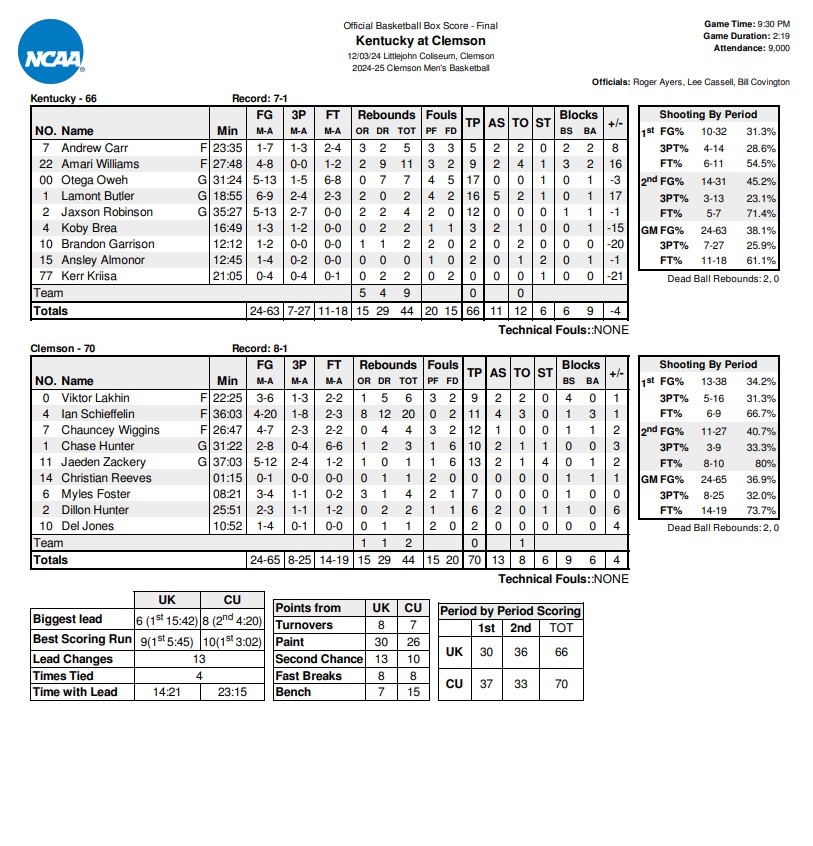 NCAA®
Official Basketball Box Score - Final
Kentucky at Clemson
12/03/24 Littlejohn Coliseum, Clemson
2024-25 Clemson Men's Basketball
Game Time: 9:30 PM
Game Duration: 2:19
Attendance: 9,000
Officials: Roger Ayers, Lee Cassell, Bill Covington
Kentucky - 66 Record: 7-1
FG 3P FT Rebounds Fouls Blocks
NO. Name Min M-A M-A M-A OR DR TOT PF FD TP AS TO ST BS BA +/-
7 Andrew Carr F 23:35 1-7 1-3 2-4 3 2 5 3 3 5 2 2 0 2 2 8
22 Amari Williams F 27:48 4-8 0-0 1-2 2 9 11 3 2 9 2 4 1 3 2 16
00 Otega Oweh G 31:24 5-13 1-5 6-8 0 7 7 4 5 17 0 1 0 1 0 -3
1 Lamont Butler G 18:55 6-9 2-4 2-3 2 0 2 4 2 16 5 2 1 0 1 17
2 Jaxson Robinson G 35:27 5-13 2-7 0-0 2 2 4 2 0 12 0 0 0 1 1 -1
4 Koby Brea 16:49 1-3 1-2 0-0 0 2 2 0 1 3 2 1 0 0 1 -15
10 Brandon Garrison 12:12 1-2 0-0 0-0 1 1 2 2 0 2 0 0 0 0 0 -20
15 Ansley Almonor 12:45 1-4 0-2 0-0 0 0 0 1 0 2 0 1 0 0 2 -1
77 Kerr Kriisa 21:05 0-4 0-4 0-1 0 2 2 0 2 0 0 0 1 0 0 -21
Team 5 4 9 0 0
Totals 24-63 7-27 11-18 15 29 44 20 15 66 11 12 6 6 9 -4
Technical Fouls::NONE
Shooting By Period
1st FG% 10-32 31.3%
3PT% 4-14 28.6%
FT% 6-11 54.5%
2nd FG% 14-31 45.2%
3PT% 3-13 23.1%
FT% 5-7 71.4%
GM FG% 24-63 38.1%
3PT% 7-27 25.9%
FT% 11-18 61.1%
Dead Ball Rebounds: 2, 0
Clemson - 70 Record: 8-1
FG 3P FT Rebounds Fouls Blocks
NO. Name Min M-A M-A M-A OR DR TOT PF FD TP AS TO ST BS BA +/-
0 Viktor Lakhin F 22:25 3-6 1-3 2-2 1 5 6 3 2 9 2 2 0 4 0 1
4 Ian Schieffelin F 36:03 4-20 1-8 2-3 8 12 20 0 2 11 4 3 0 1 3 1
7 Chauncey Wiggins F 26:47 4-7 2-3 2-2 0 4 4 3 2 12 1 0 0 1 1 2
1 Chase Hunter G 31:22 2-8 0-4 6-6 1 2 3 1 6 10 2 1 1 0 0 3
11 Jaeden Zackery G 37:03 5-12 2-4 1-2 1 0 1 1 6 13 2 1 4 0 1 2
14 Christian Reeves 01:15 0-1 0-0 0-0 0 1 1 2 0 0 0 0 0 1 1 1
6 Myles Foster 08:21 3-4 1-1 0-2 3 1 4 2 1 7 0 0 0 1 0 0
2 Dillon Hunter 25:51 2-3 1-1 1-2 0 2 2 1 1 6 2 0 1 1 0 6
10 Del Jones 10:52 1-4 0-1 0-0 0 1 1 2 0 2 0 0 0 0 0 4
Team 1 1 2 0 1
Totals 24-65 8-25 14-19 15 29 44 15 20 70 13 8 6 9 6 4
Technical Fouls::NONE
Shooting By Period
1st FG% 13-38 34.2%
3PT% 5-16 31.3%
FT% 6-9 66.7%
2nd FG% 11-27 40.7%
3PT% 3-9 33.3%
FT% 8-10 80%
GM FG% 24-65 36.9%
3PT% 8-25 32.0%
FT% 14-19 73.7%
Dead Ball Rebounds: 2, 0
UK CU
Biggest lead 6 (1st 15:42) 8 (2nd 4:20)
Best Scoring Run 9(1st 5:45) 10(1st 3:02)
Lead Changes 13
Times Tied 4
Time with Lead 14:21 23:15
Points from UK CU
Turnovers 8 7
Paint 30 26
Second Chance 13 10
Fast Breaks 8 8
Bench 7 15
Period by Period Scoring
1st 2nd TOT
UK 30 36 66
CU 37 33 70